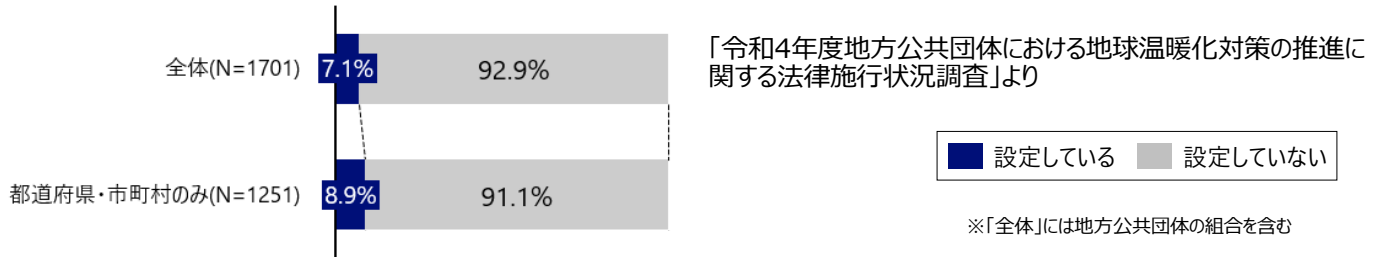 全体(N=1701) 7.1% 92.9%
「令和4年度地方公共団体における地球温暖化対策の推進に
関する法律施行状況調査」より
設定している 設定していない
都道府県・市町村のみ(N=1251) 8.9% 91.1%
※「全体」には地方公共団体の組合を含む